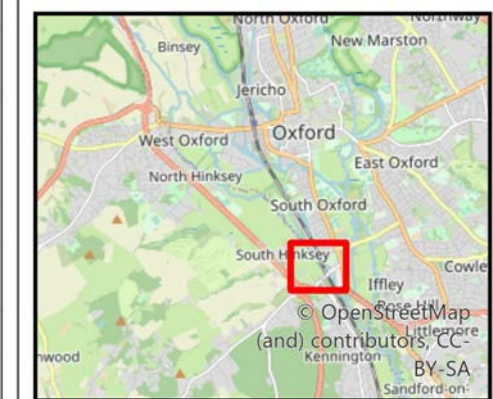 North Oxford
Northway
Binsey
New Marston
Jericho
Oxford
West Oxford
East Oxford
North Hinksey
South Oxford
South Hinksey
Cowle
Iffley
Rose Hill
© OpenStreetMap
Littlemore
(and) contributors, CC-
Kennington
BY-SA
nwood
Sandford-on-